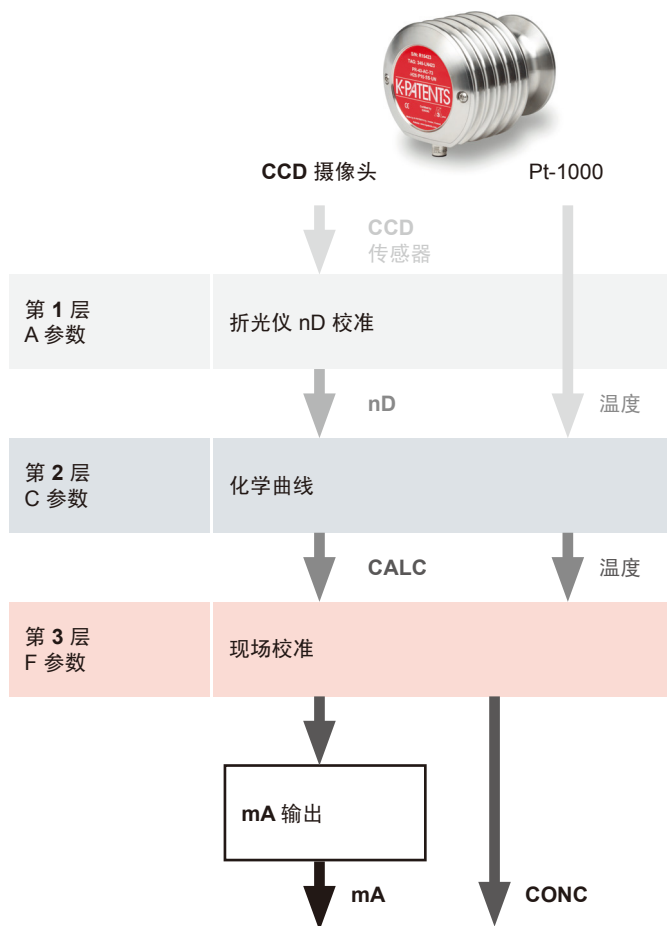 K-PATENTS
CCD 摄像头
Pt-1000
CCD
传感器
第 1 层
A 参数
折光仪 nD 校准
nD
温度
第 2 层
C 参数
化学曲线
CALC
温度
第 3 层
F 参数
现场校准
mA 输出
mA
CONC